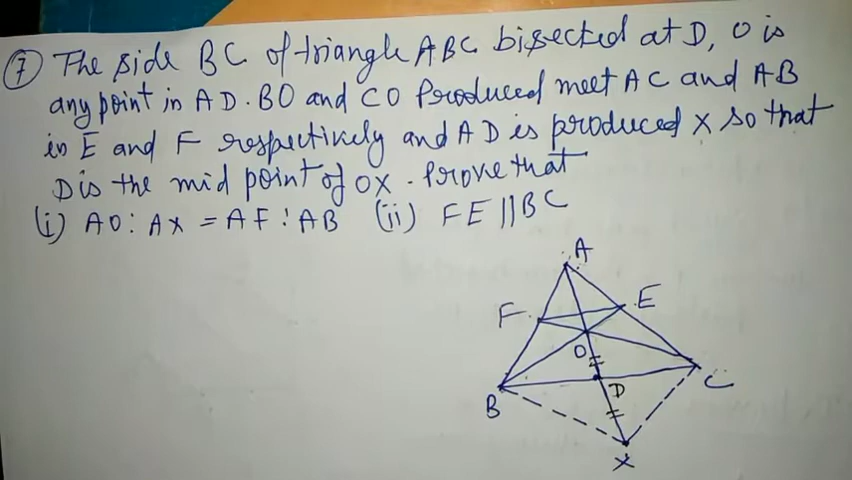 ⑦ The side BC of triangle ABC bisected at D, O is
any point in AD. BO and CO Produced meet AC and AB
in E and F respectively and AD is produced X so that
D is the mid point of OX. Prove that
(i) AO : AX = AF : AB (ii) FE || BC
A
F
E
O
B
D
C
X